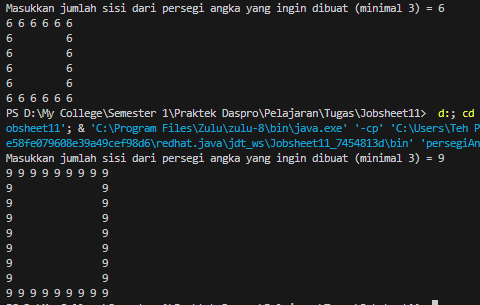 Masukkan jumlah sisi dari persegi angka yang ingin dibuat (minimal 3) = 6
6 6 6 6 6 6
6         6
6         6
6         6
6         6
6 6 6 6 6 6
PS D:\My College\Semester 1\Praktek Daspro\Pelajaran\Tugas\Jobsheet11>  d:; cd
obsheet11'; & 'C:\Program Files\Zulu\zulu-8\bin\java.exe' '-cp' 'C:\Users\Teh P
e58fe079608e39a49cef98d6\redhat.java\jdt_ws\Jobsheet11_7454813d\bin' 'persegiAn
Masukkan jumlah sisi dari persegi angka yang ingin dibuat (minimal 3) = 9
9 9 9 9 9 9 9 9 9
9               9
9               9
9               9
9               9
9               9
9               9
9               9
9 9 9 9 9 9 9 9 9